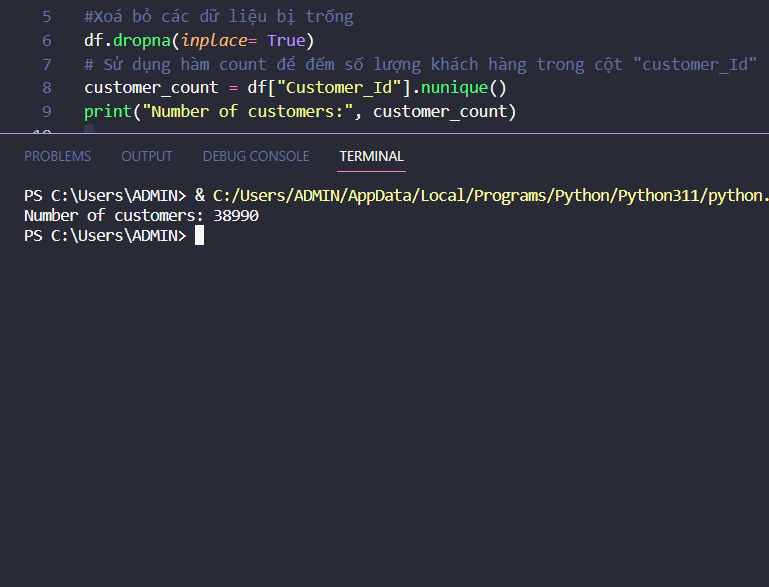 5 #Xoá bỏ các dữ liệu bị trống
6 df.dropna(inplace= True)
7 # Sử dụng hàm count để đếm số lượng khách hàng trong cột "customer_Id"
8 customer_count = df["Customer_Id"].nunique()
9 print("Number of customers:", customer_count)
PROBLEMS OUTPUT DEBUG CONSOLE TERMINAL
PS C:\Users\ADMIN> & C:/Users/ADMIN/AppData/Local/Programs/Python/Python311/python.
Number of customers: 38990
PS C:\Users\ADMIN>